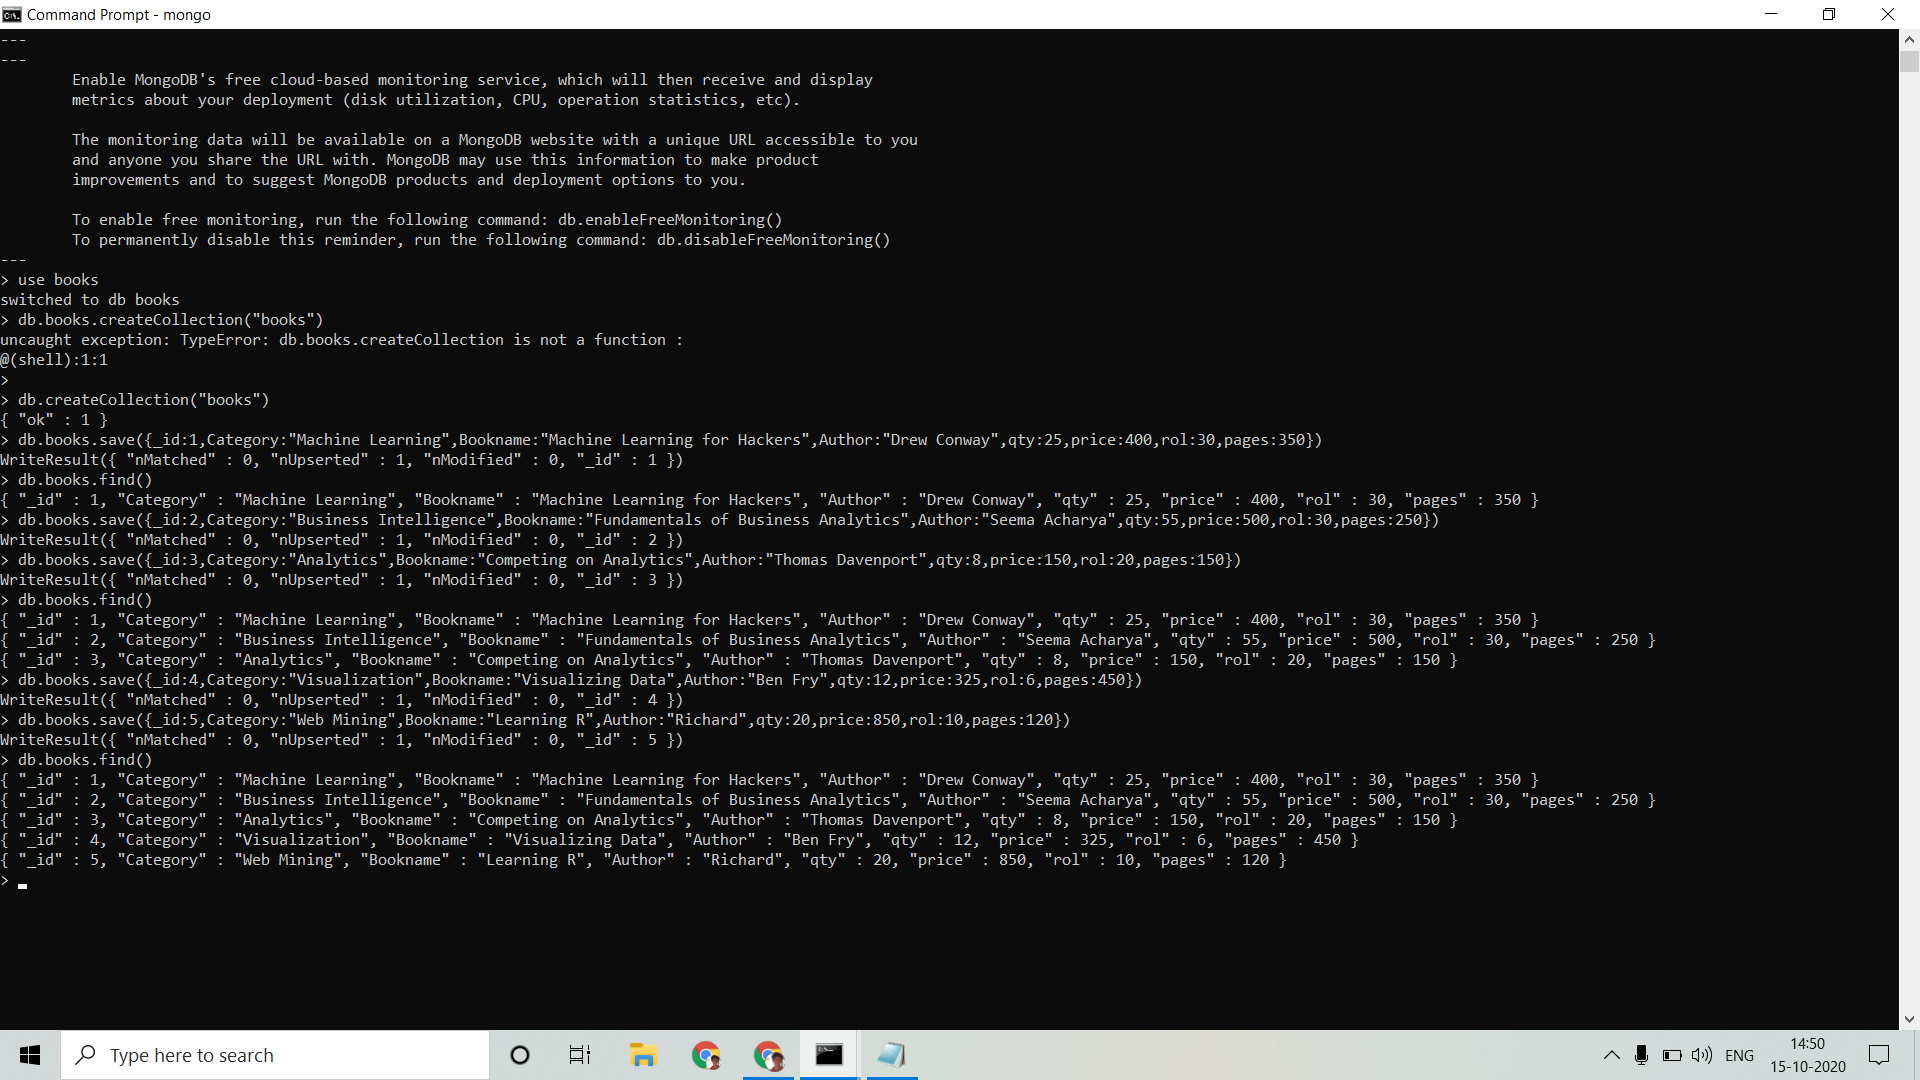 Command Prompt - mongo
---
---
Enable MongoDB's free cloud-based monitoring service, which will then receive and display
metrics about your deployment (disk utilization, CPU, operation statistics, etc).
The monitoring data will be available on a MongoDB website with a unique URL accessible to you
and anyone you share the URL with. MongoDB may use this information to make product
improvements and to suggest MongoDB products and deployment options to you.
To enable free monitoring, run the following command: db.enableFreeMonitoring()
To permanently disable this reminder, run the following command: db.disableFreeMonitoring()
---
> use books
switched to db books
> db.books.createCollection("books")
uncaught exception: TypeError: db.books.createCollection is not a function :
@(shell):1:1
>
> db.createCollection("books")
{ "ok" : 1 }
> db.books.save({_id:1,Category:"Machine Learning",Bookname:"Machine Learning for Hackers",Author:"Drew Conway",qty:25,price:400,rol:30,pages:350})
WriteResult({ "nMatched" : 0, "nUpserted" : 1, "nModified" : 0, "_id" : 1 })
> db.books.find()
{ "_id" : 1, "Category" : "Machine Learning", "Bookname" : "Machine Learning for Hackers", "Author" : "Drew Conway", "qty" : 25, "price" : 400, "rol" : 30, "pages" : 350 }
> db.books.save({_id:2,Category:"Business Intelligence",Bookname:"Fundamentals of Business Analytics",Author:"Seema Acharya",qty:55,price:500,rol:30,pages:250})
WriteResult({ "nMatched" : 0, "nUpserted" : 1, "nModified" : 0, "_id" : 2 })
> db.books.save({_id:3,Category:"Analytics",Bookname:"Competing on Analytics",Author:"Thomas Davenport",qty:8,price:150,rol:20,pages:150})
WriteResult({ "nMatched" : 0, "nUpserted" : 1, "nModified" : 0, "_id" : 3 })
> db.books.find()
{ "_id" : 1, "Category" : "Machine Learning", "Bookname" : "Machine Learning for Hackers", "Author" : "Drew Conway", "qty" : 25, "price" : 400, "rol" : 30, "pages" : 350 }
{ "_id" : 2, "Category" : "Business Intelligence", "Bookname" : "Fundamentals of Business Analytics", "Author" : "Seema Acharya", "qty" : 55, "price" : 500, "rol" : 30, "pages" : 250 }
{ "_id" : 3, "Category" : "Analytics", "Bookname" : "Competing on Analytics", "Author" : "Thomas Davenport", "qty" : 8, "price" : 150, "rol" : 20, "pages" : 150 }
> db.books.save({_id:4,Category:"Visualization",Bookname:"Visualizing Data",Author:"Ben Fry",qty:12,price:325,rol:6,pages:450})
WriteResult({ "nMatched" : 0, "nUpserted" : 1, "nModified" : 0, "_id" : 4 })
> db.books.save({_id:5,Category:"Web Mining",Bookname:"Learning R",Author:"Richard",qty:20,price:850,rol:10,pages:120})
WriteResult({ "nMatched" : 0, "nUpserted" : 1, "nModified" : 0, "_id" : 5 })
> db.books.find()
{ "_id" : 1, "Category" : "Machine Learning", "Bookname" : "Machine Learning for Hackers", "Author" : "Drew Conway", "qty" : 25, "price" : 400, "rol" : 30, "pages" : 350 }
{ "_id" : 2, "Category" : "Business Intelligence", "Bookname" : "Fundamentals of Business Analytics", "Author" : "Seema Acharya", "qty" : 55, "price" : 500, "rol" : 30, "pages" : 250 }
{ "_id" : 3, "Category" : "Analytics", "Bookname" : "Competing on Analytics", "Author" : "Thomas Davenport", "qty" : 8, "price" : 150, "rol" : 20, "pages" : 150 }
{ "_id" : 4, "Category" : "Visualization", "Bookname" : "Visualizing Data", "Author" : "Ben Fry", "qty" : 12, "price" : 325, "rol" : 6, "pages" : 450 }
{ "_id" : 5, "Category" : "Web Mining", "Bookname" : "Learning R", "Author" : "Richard", "qty" : 20, "price" : 850, "rol" : 10, "pages" : 120 }
>
Type here to search
ENG
14:50
15-10-2020